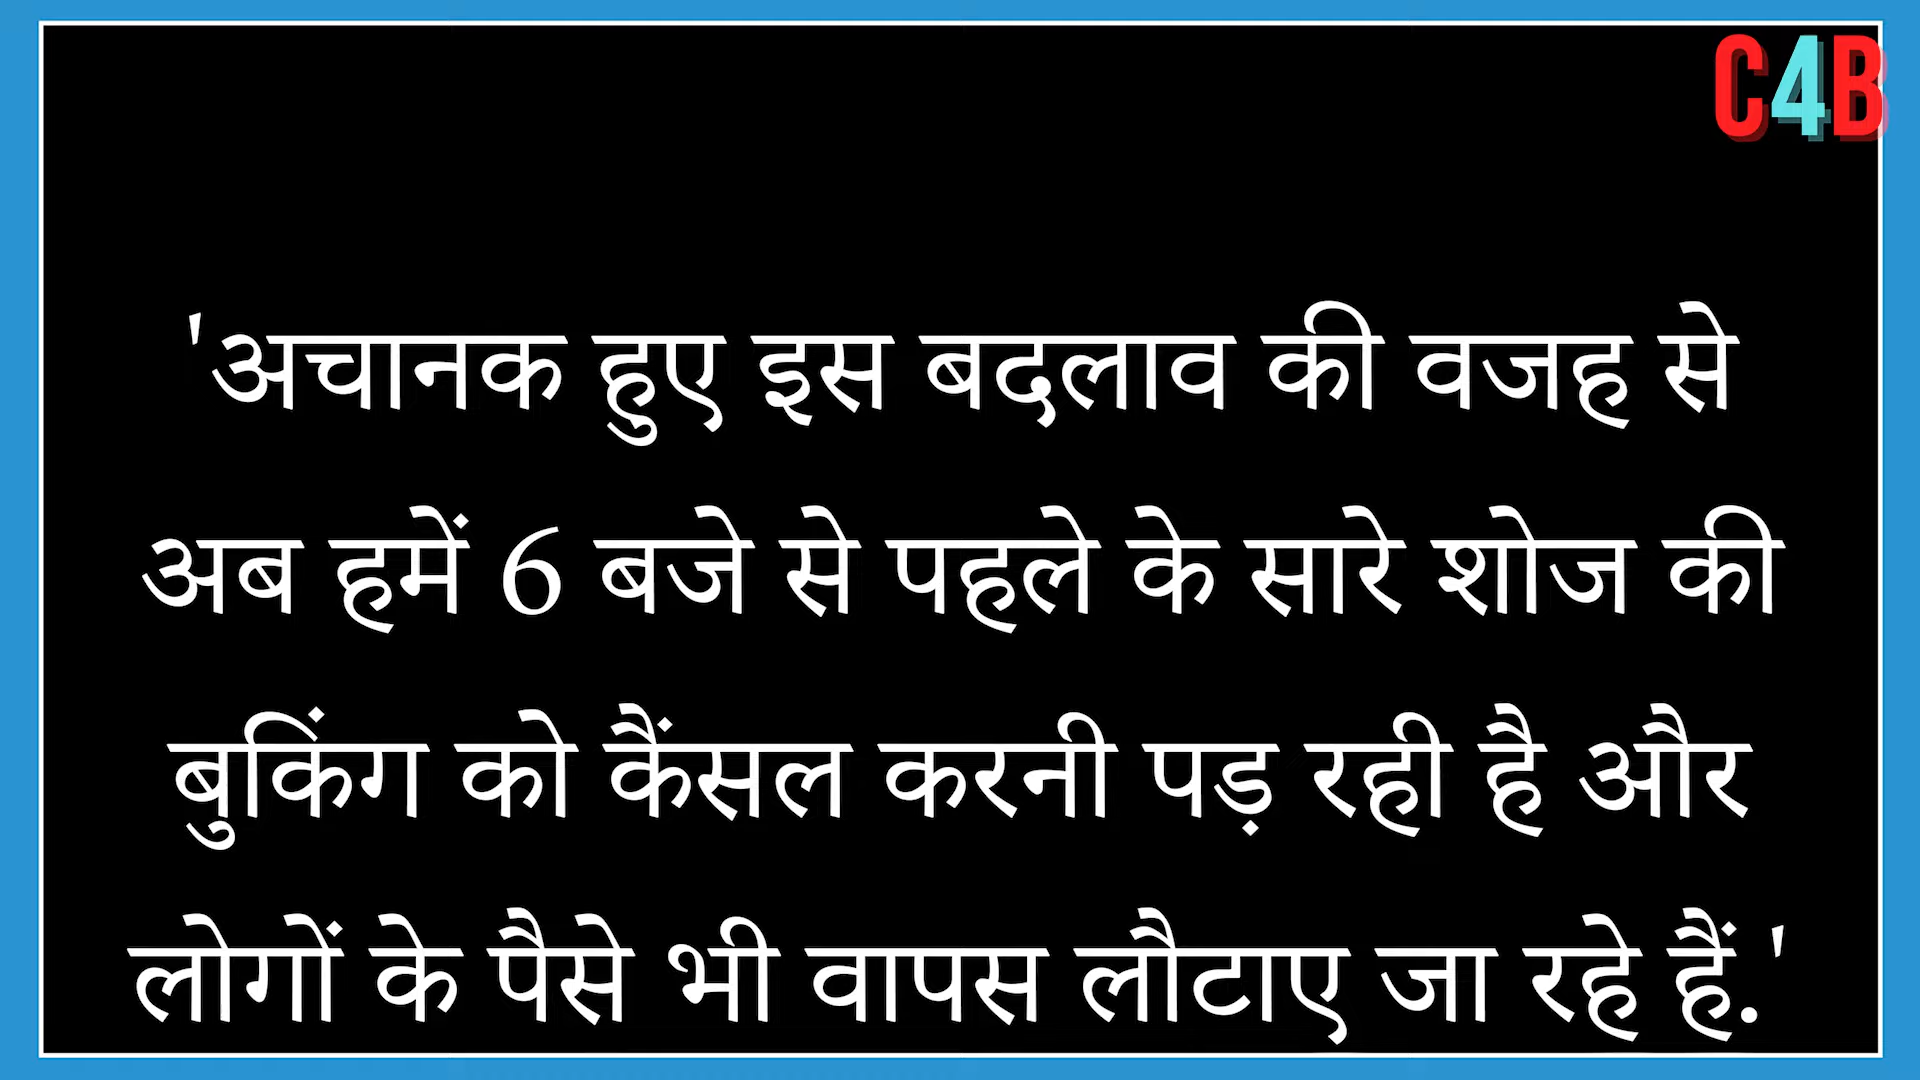 C4B
'अचानक हुए इस बदलाव की वजह से
अब हमें 6 बजे से पहले के सारे शोज की
बुकिंग को कैंसल करनी पड़ रही है और
लोगों के पैसे भी वापस लौटाए जा रहे हैं.'